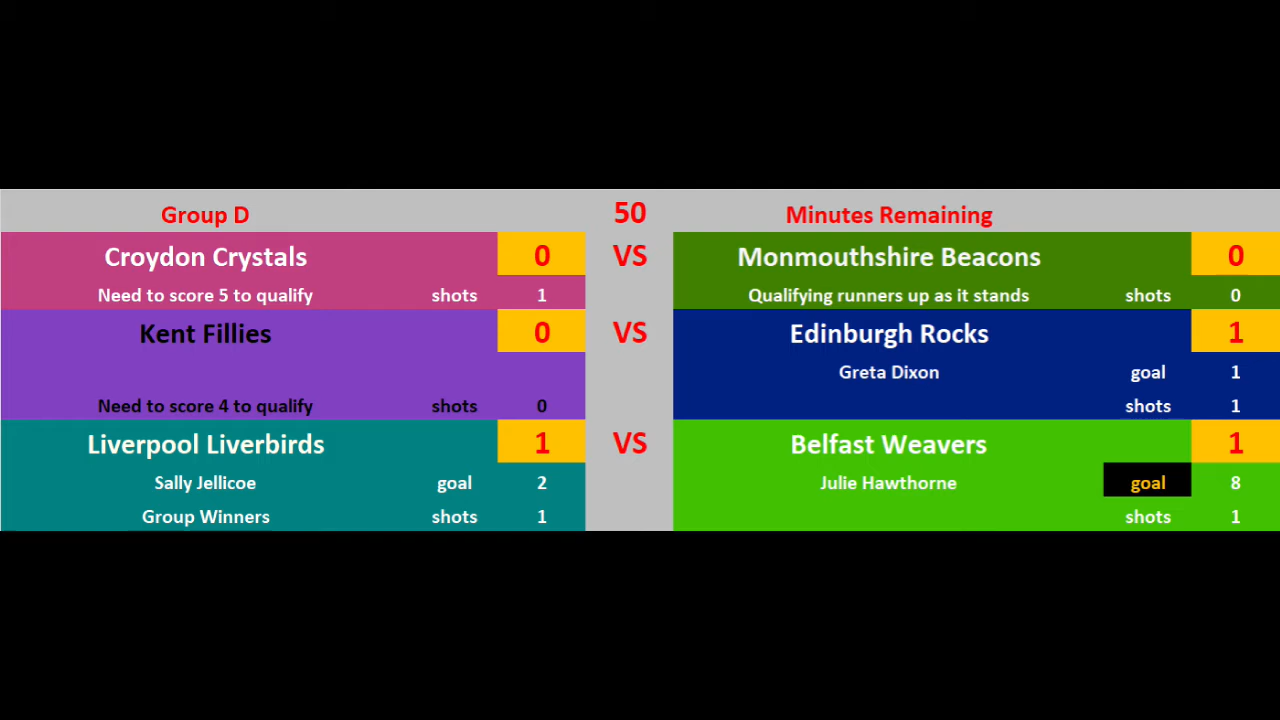 Group D 50 Minutes Remaining
Croydon Crystals 0 VS Monmouthshire Beacons 0
Need to score 5 to qualify shots 1 Qualifying runners up as it stands shots 0
Kent Fillies 0 VS Edinburgh Rocks 1
Greta Dixon goal 1
Need to score 4 to qualify shots 0 shots 1
Liverpool Liverbirds 1 VS Belfast Weavers 1
Sally Jellicoe goal 2 Julie Hawthorne goal 8
Group Winners shots 1 shots 1